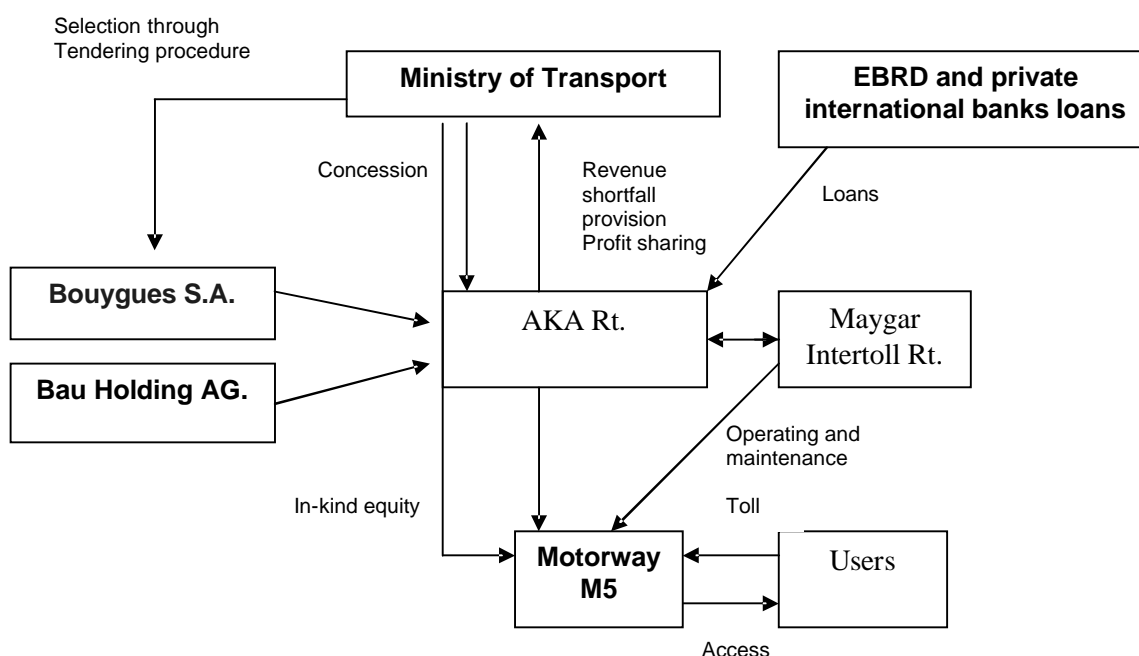 Selection through
Tendering procedure
Ministry of Transport
EBRD and private
international banks loans
Concession
Revenue
shortfall
provision
Profit sharing
Loans
Bouygues S.A.
AKA Rt.
Maygar
Intertoll Rt.
Bau Holding AG.
Operating and
maintenance
In-kind equity
Toll
Motorway
M5
Users
Access